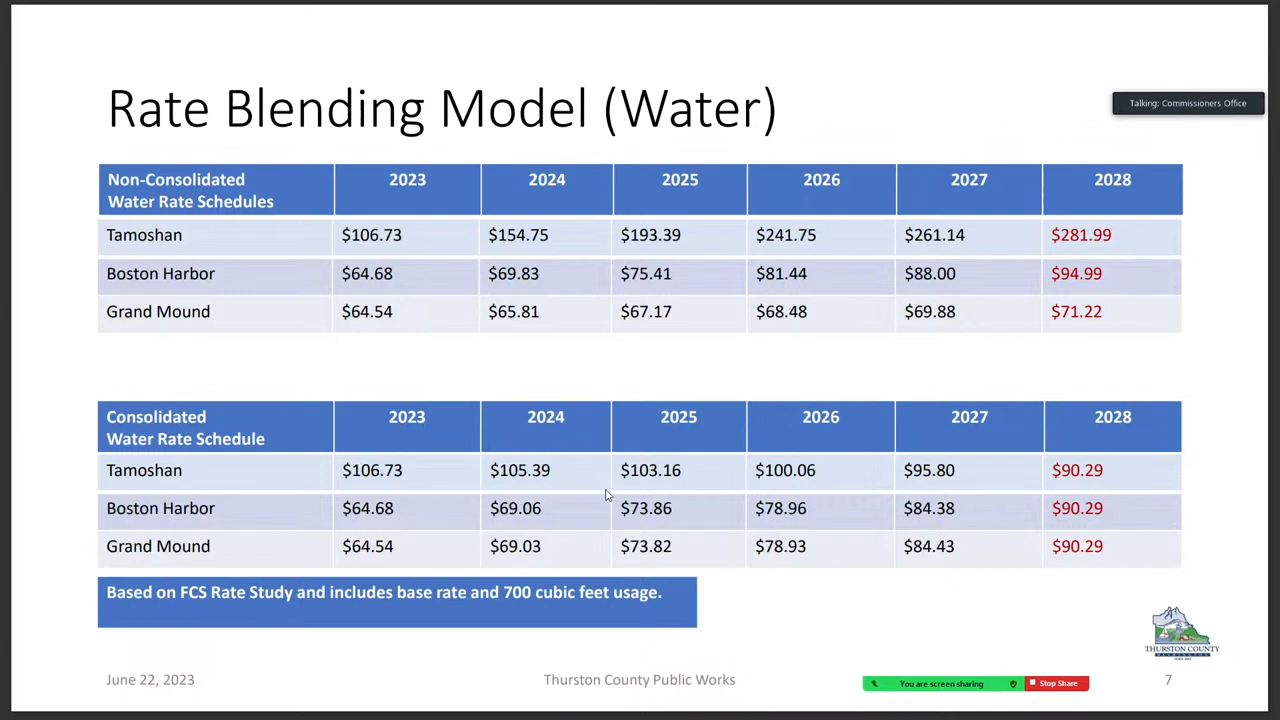 Rate Blending Model (Water)
Talking: Commissioners Office
Non-Consolidated 2023 2024 2025 2026 2027 2028
Water Rate Schedules
Tamoshan $106.73 $154.75 $193.39 $241.75 $261.14 $281.99
Boston Harbor $64.68 $69.83 $75.41 $81.44 $88.00 $94.99
Grand Mound $64.54 $65.81 $67.17 $68.48 $69.88 $71.22
Consolidated 2023 2024 2025 2026 2027 2028
Water Rate Schedule
Tamoshan $106.73 $105.39 $103.16 $100.06 $95.80 $90.29
Boston Harbor $64.68 $69.06 $73.86 $78.96 $84.38 $90.29
Grand Mound $64.54 $69.03 $73.82 $78.93 $84.43 $90.29
Based on FCS Rate Study and includes base rate and 700 cubic feet usage.
THURSTON COUNTY
June 22, 2023 Thurston County Public Works 7
You are screen sharing Stop Share